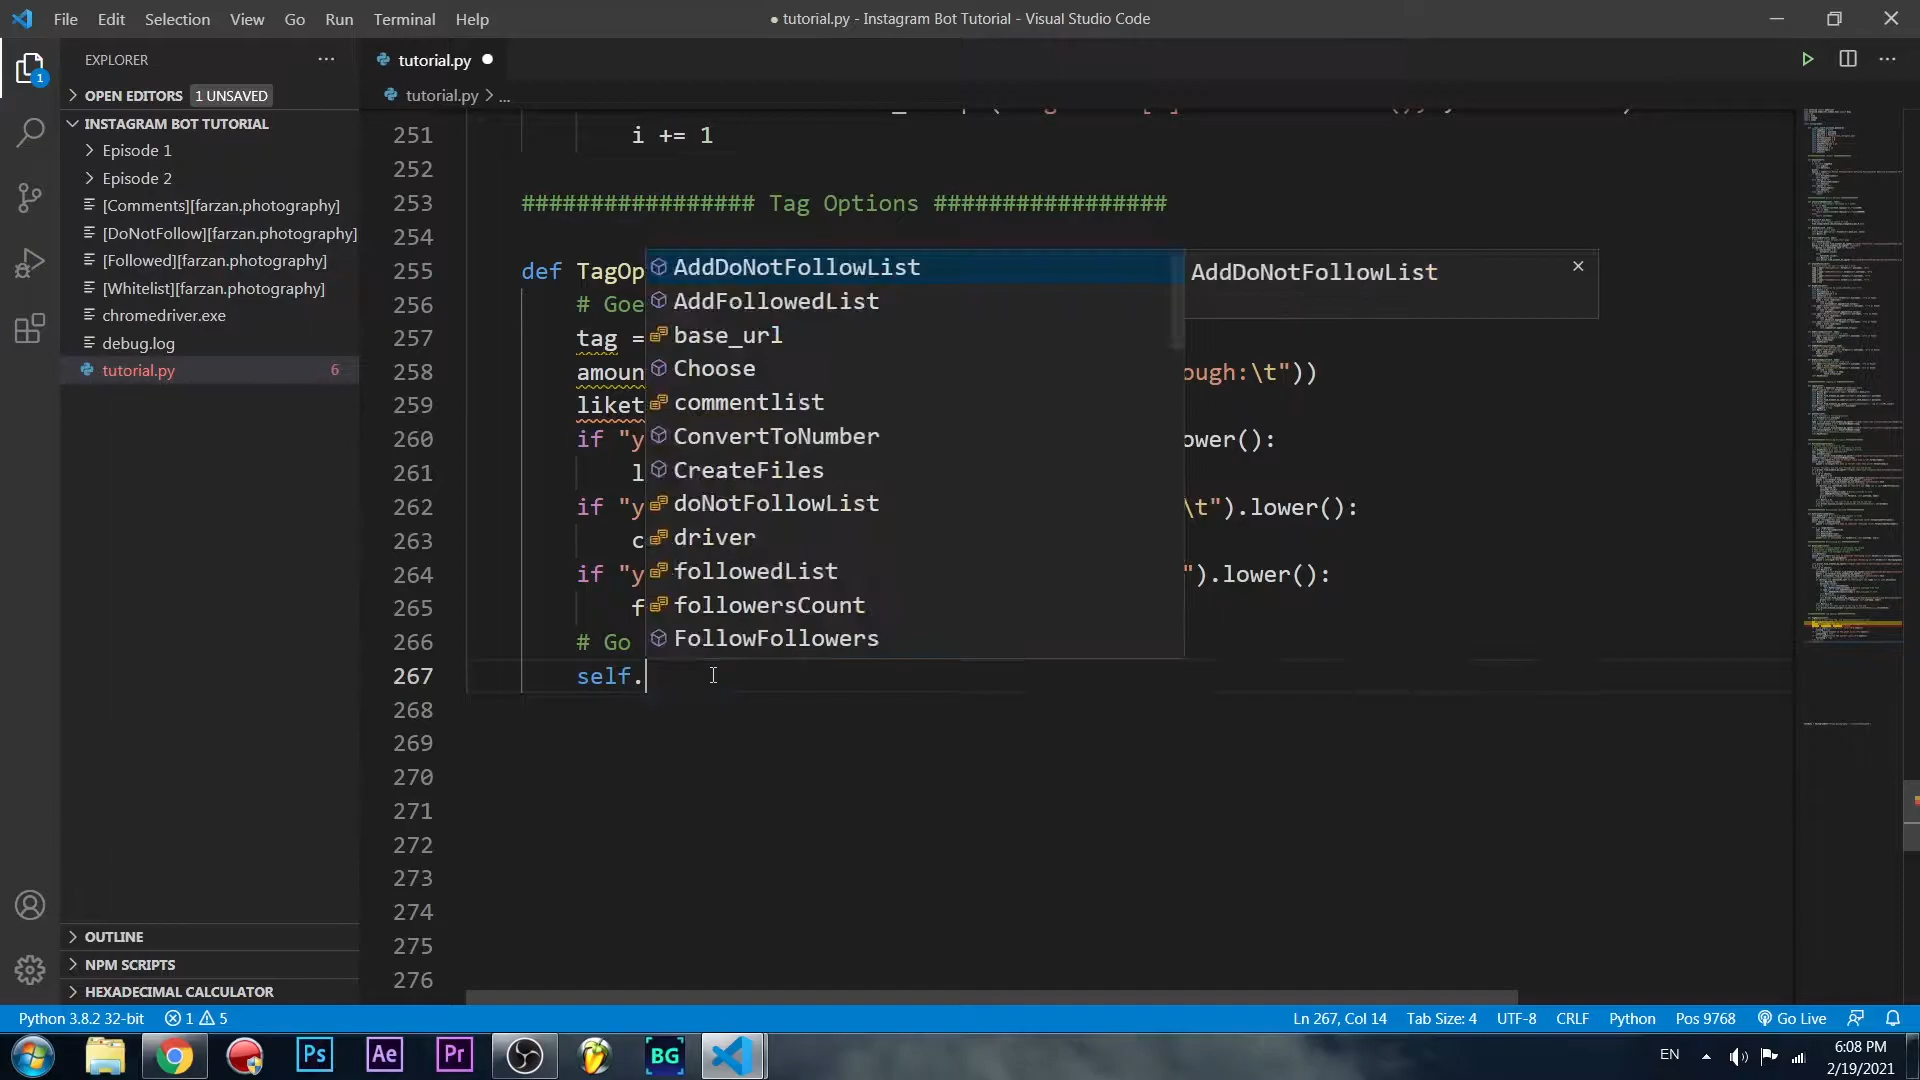 File Edit Selection View Go Run Terminal Help
● tutorial.py - Instagram Bot Tutorial - Visual Studio Code
EXPLORER
OPEN EDITORS 1 UNSAVED
INSTAGRAM BOT TUTORIAL
Episode 1
Episode 2
[Comments][farzan.photography]
[DoNotFollow][farzan.photography]
[Followed][farzan.photography]
[Whitelist][farzan.photography]
chromedriver.exe
debug.log
tutorial.py 6
OUTLINE
NPM SCRIPTS
HEXADECIMAL CALCULATOR
1
tutorial.py ●
tutorial.py > ...
251 i += 1
252
253 ################# Tag Options #################
254
255 def TagOp
256 # Goe
257 tag =
258 amoun ough:\t"))
259 liket
260 if "y ower():
261 l
262 if "y \t").lower():
263 c
264 if "y ").lower():
265 f
266 # Go
267 self.
268
269
270
271
272
273
274
275
276
AddDoNotFollowList
AddFollowedList
base_url
Choose
commentlist
ConvertToNumber
CreateFiles
doNotFollowList
driver
followedList
followersCount
FollowFollowers
AddDoNotFollowList
Python 3.8.2 32-bit 1 5
Ln 267, Col 14 Tab Size: 4 UTF-8 CRLF Python Pos 9768 Go Live
Ps Ae Pr BG
EN
6:08 PM
2/19/2021